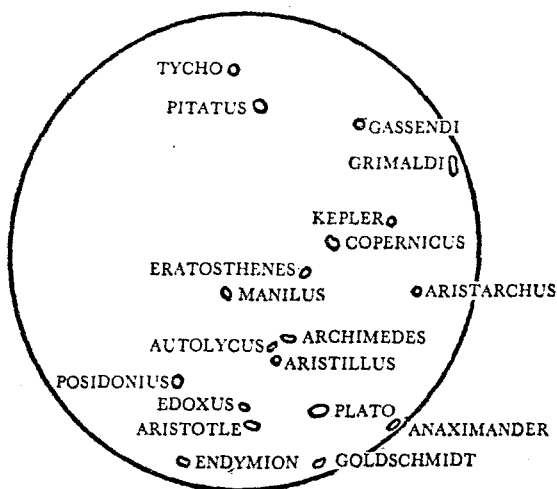 TYCHO
PITATUS
GASSENDI
GRIMALDI
KEPLER
COPERNICUS
ERATOSTHENES
MANILUS
ARISTARCHUS
ARCHIMEDES
AUTOLYCUS
ARISTILLUS
POSIDONIUS
EDOXUS
PLATO
ARISTOTLE
ANAXIMANDER
ENDYMION
GOLDSCHMIDT